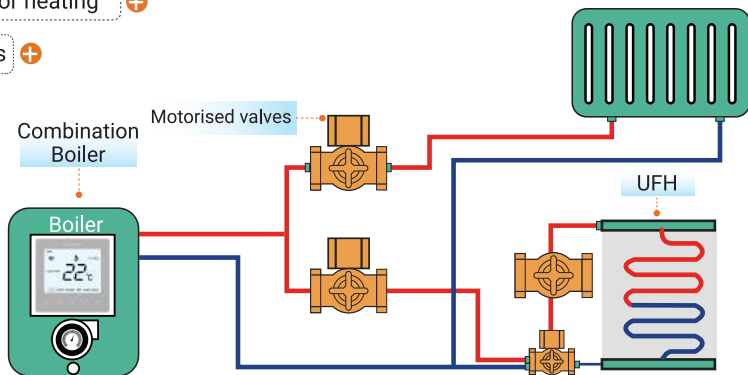 or heating
s
Motorised valves
Combination
Boiler
UFH
Boiler
22°c